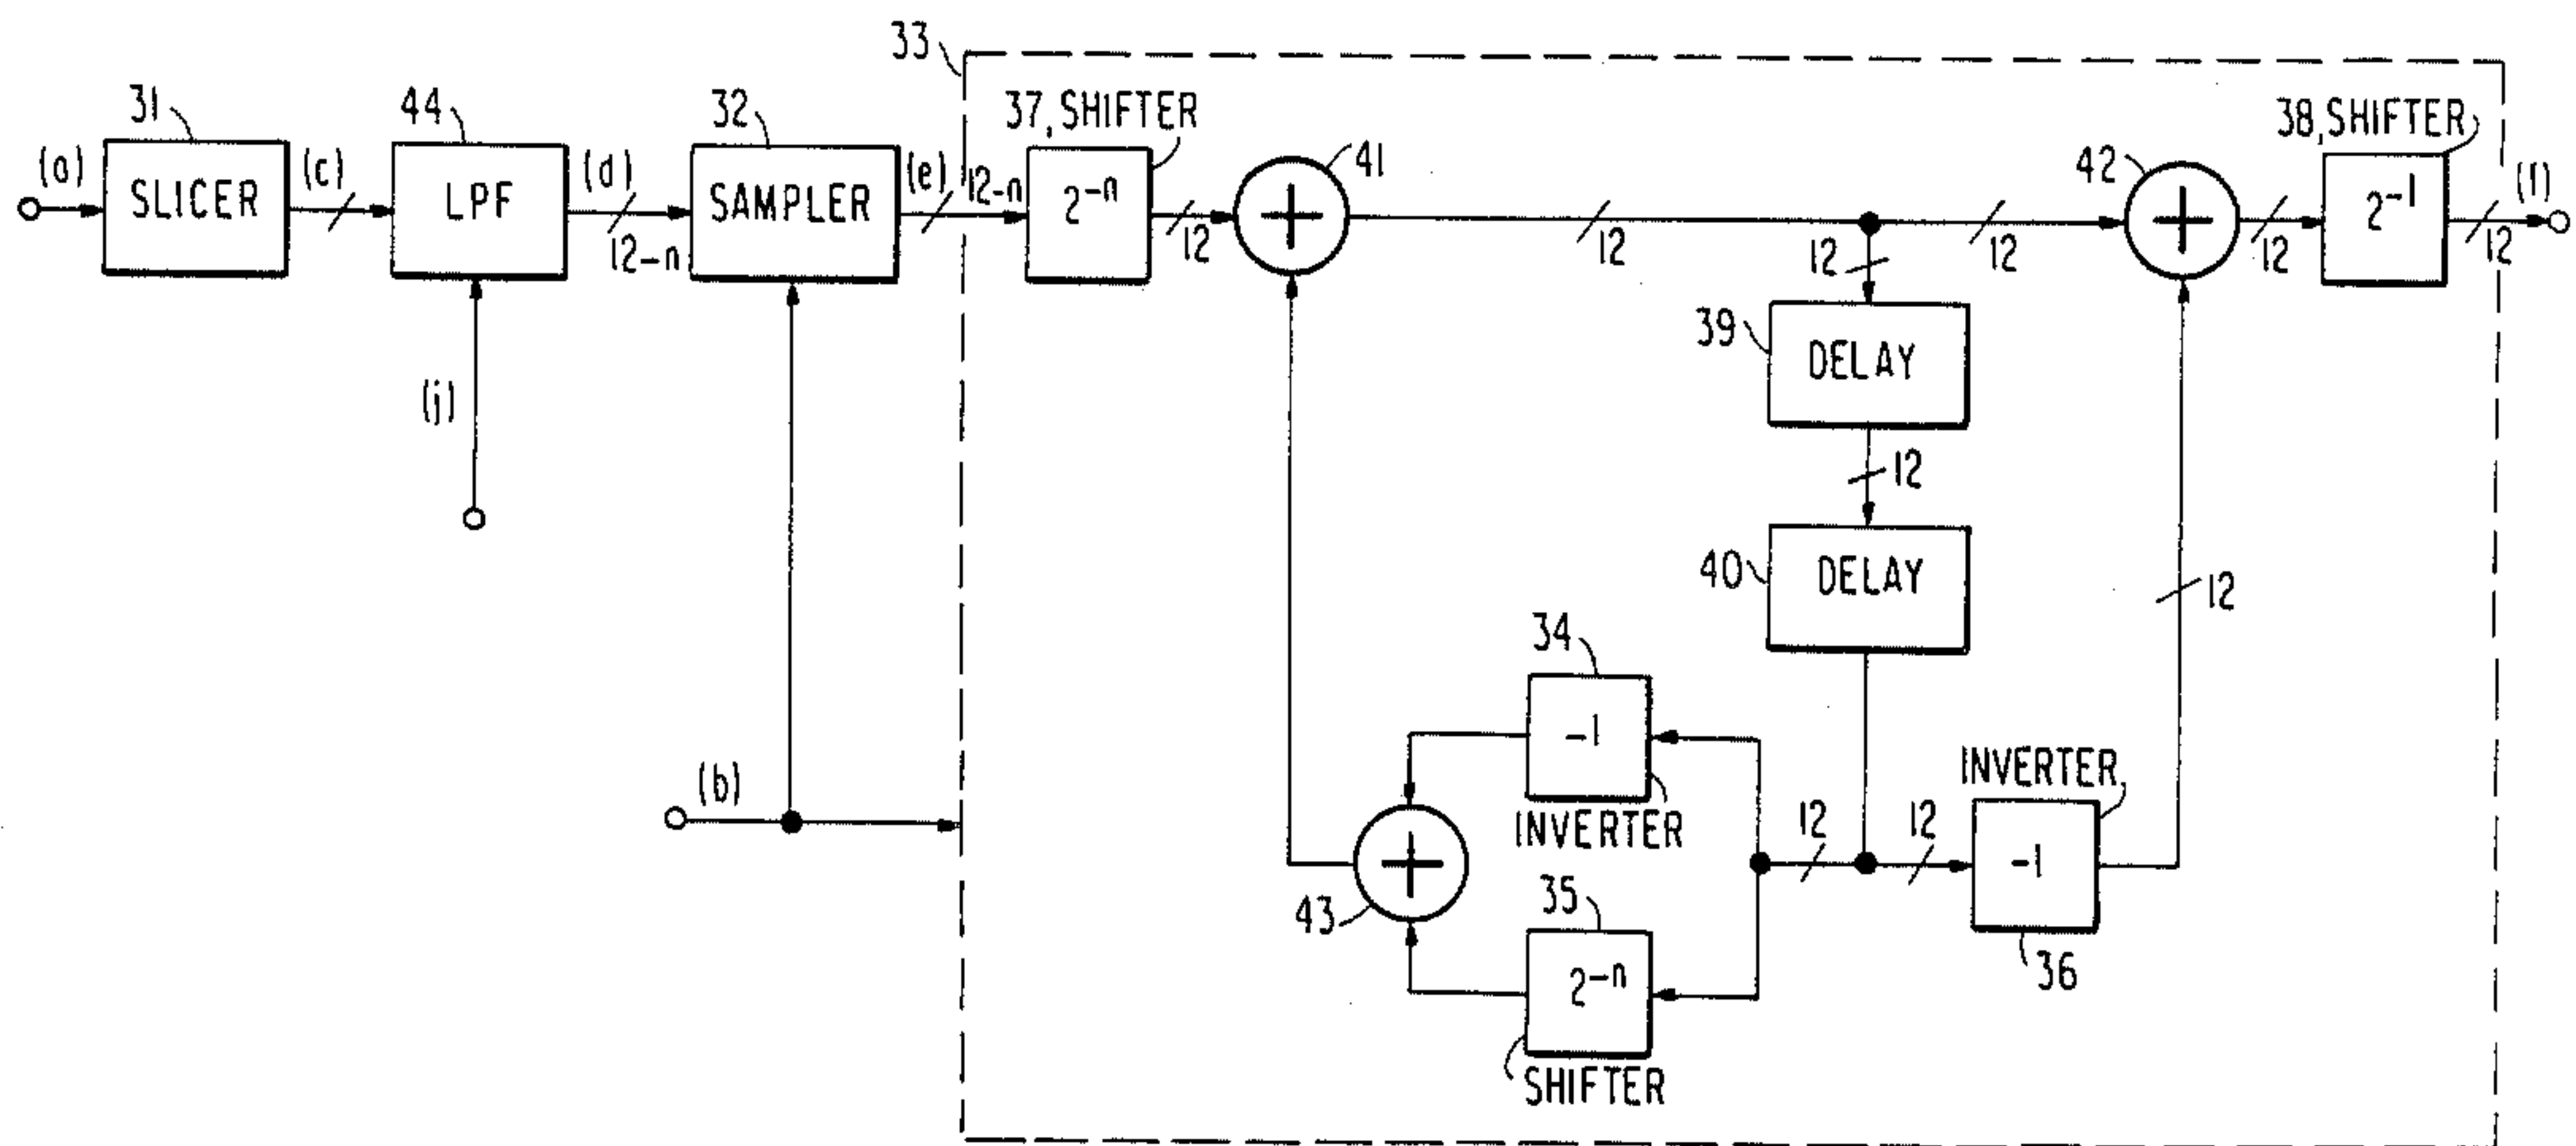 33
31
44
32
37, SHIFTER
38, SHIFTER
(a)
SLICER
(c)
LPF
(d)
12-n
SAMPLER
(e)
12-n
2-n
12
+
41
12
12
12
42
+
12
2-1
12
(f)
(j)
39
DELAY
12
40
DELAY
12
34
-1
INVERTER
(b)
43
+
35
2-n
SHIFTER
12
12
INVERTER
-1
36